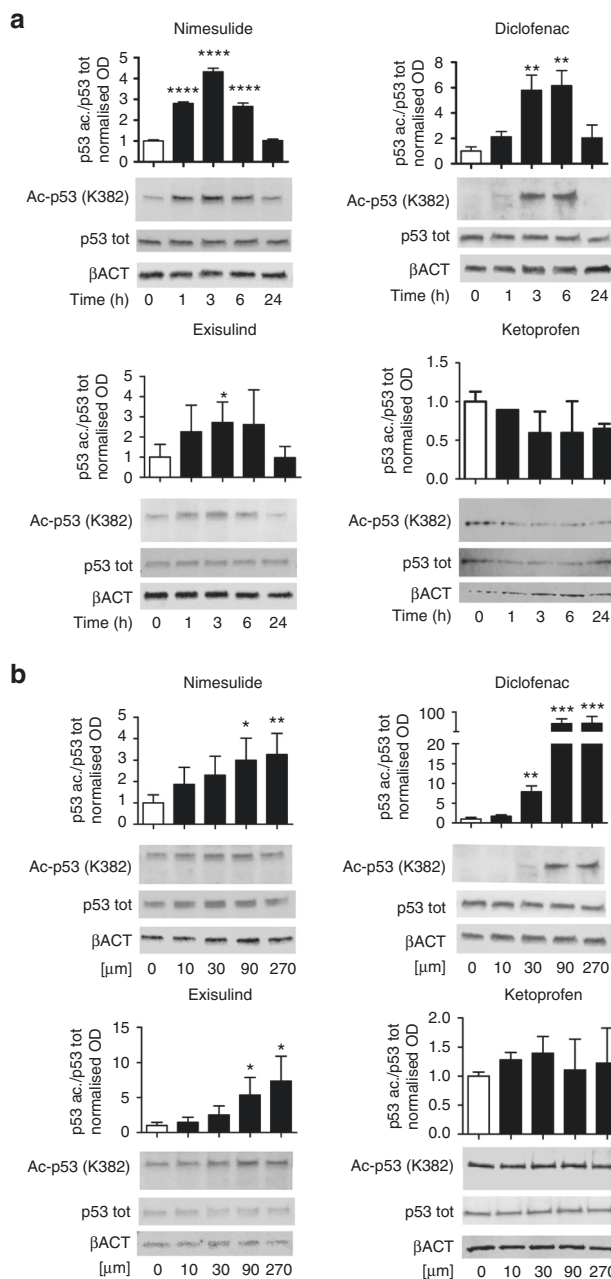 a
Nimesulide
p53 ac./p53 tot
normalised OD
5
4
3
2
1
0
**** **** ****
Ac-p53 (K382)
p53 tot
βACT
Time (h) 0 1 3 6 24
Diclofenac
p53 ac./p53 tot
normalised OD
8
6
4
2
0
** **
Ac-p53 (K382)
p53 tot
βACT
Time (h) 0 1 3 6 24
Exisulind
p53 ac./p53 tot
normalised OD
5
4
3
2
1
0
*
Ac-p53 (K382)
p53 tot
βACT
Time (h) 0 1 3 6 24
Ketoprofen
p53 ac./p53 tot
normalised OD
1.5
1.0
0.5
0.0
Ac-p53 (K382)
p53 tot
βACT
Time (h) 0 1 3 6 24
b
Nimesulide
p53 ac./p53 tot
normalised OD
5
4
3
2
1
0
* **
Ac-p53 (K382)
p53 tot
βACT
[μm] 0 10 30 90 270
Diclofenac
p53 ac./p53 tot
normalised OD
100
20
15
10
5
0
** *** ***
Ac-p53 (K382)
p53 tot
βACT
[μm] 0 10 30 90 270
Exisulind
p53 ac./p53 tot
normalised OD
15
10
5
0
* *
Ac-p53 (K382)
p53 tot
βACT
[μm] 0 10 30 90 270
Ketoprofen
p53 ac./p53 tot
normalised OD
2.0
1.5
1.0
0.5
0.0
Ac-p53 (K382)
p53 tot
βACT
[μm] 0 10 30 90 270